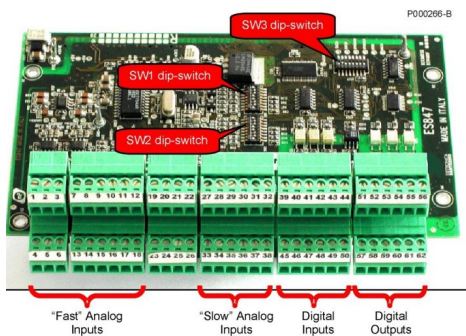 P000266-B
SW3 dip-switch
SW1 dip-switch
SW2 dip-switch
ES847
MADE IN ITALY
1 2 3 7 8 9 10 11 12 19 20 21 22 27 28 29 30 31 32 39 40 41 42 43 44 51 52 53 54 55 56
4 5 6 13 14 15 16 17 18 23 24 25 26 33 34 35 36 37 38 45 46 47 48 49 50 57 58 59 60 61 62
"Fast" Analog
Inputs
"Slow" Analog
Inputs
Digital
Inputs
Digital
Outputs